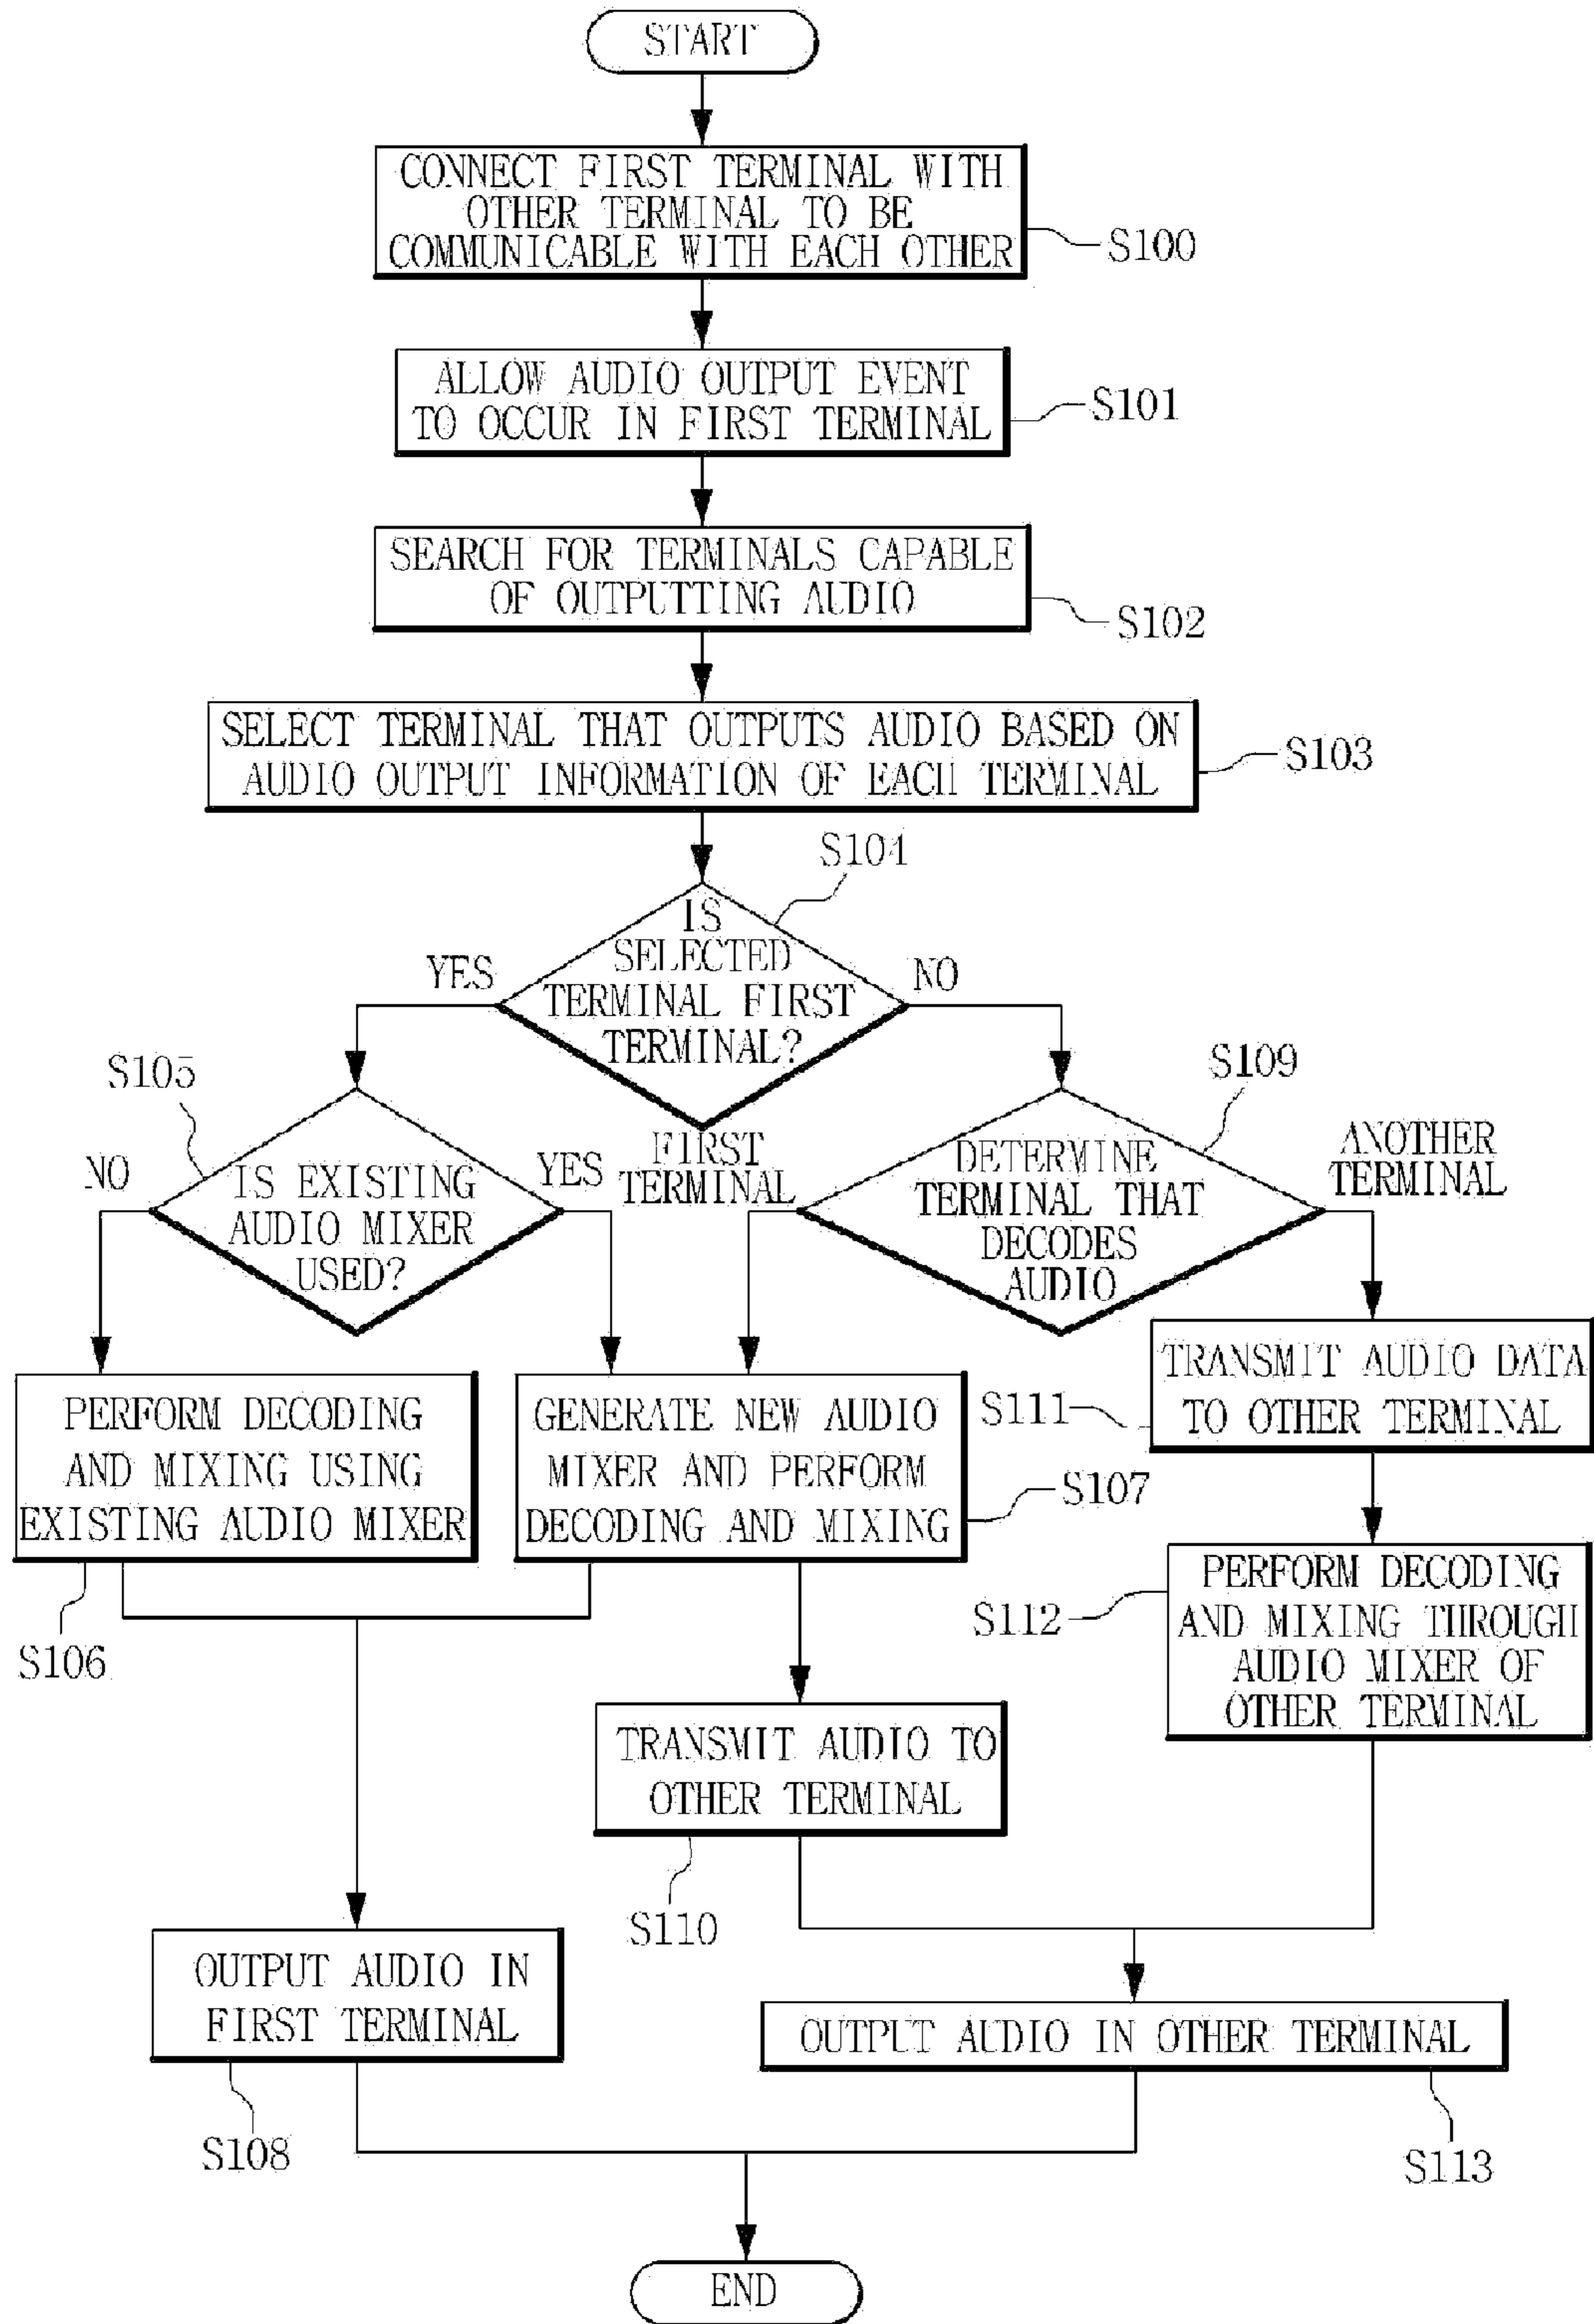 START
CONNECT FIRST TERMINAL WITH
OTHER TERMINAL TO BE
COMMUNICABLE WITH EACH OTHER
S100
ALLOW AUDIO OUTPUT EVENT
TO OCCUR IN FIRST TERMINAL
S101
SEARCH FOR TERMINALS CAPABLE
OF OUTPUTTING AUDIO
S102
SELECT TERMINAL THAT OUTPUTS AUDIO BASED ON
AUDIO OUTPUT INFORMATION OF EACH TERMINAL
S103
S104
IS
SELECTED
TERMINAL FIRST
TERMINAL?
YES
NO
S105
IS EXISTING
AUDIO MIXER
USED?
NO
YES
S109
DETERMINE
TERMINAL THAT
DECODES
AUDIO
FIRST
TERMINAL
ANOTHER
TERMINAL
PERFORM DECODING
AND MIXING USING
EXISTING AUDIO MIXER
S106
GENERATE NEW AUDIO
MIXER AND PERFORM
DECODING AND MIXING
S107
TRANSMIT AUDIO DATA
TO OTHER TERMINAL
S111
PERFORM DECODING
AND MIXING THROUGH
AUDIO MIXER OF
OTHER TERMINAL
S112
TRANSMIT AUDIO TO
OTHER TERMINAL
S110
OUTPUT AUDIO IN
FIRST TERMINAL
S108
OUTPUT AUDIO IN OTHER TERMINAL
S113
END